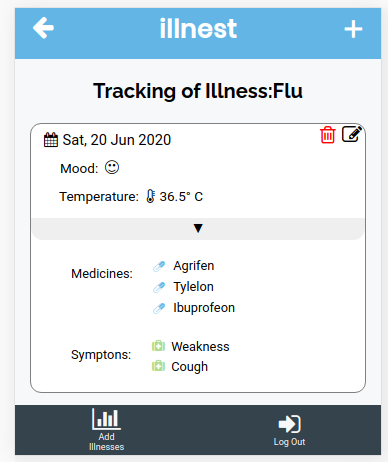 illnest
Tracking of Illness:Flu
Sat, 20 Jun 2020
Mood:
Temperature: 36.5° C
Medicines:
Agrifen
Tylelon
Ibuprofeon
Symptons:
Weakness
Cough
Add
Illnesses
Log Out